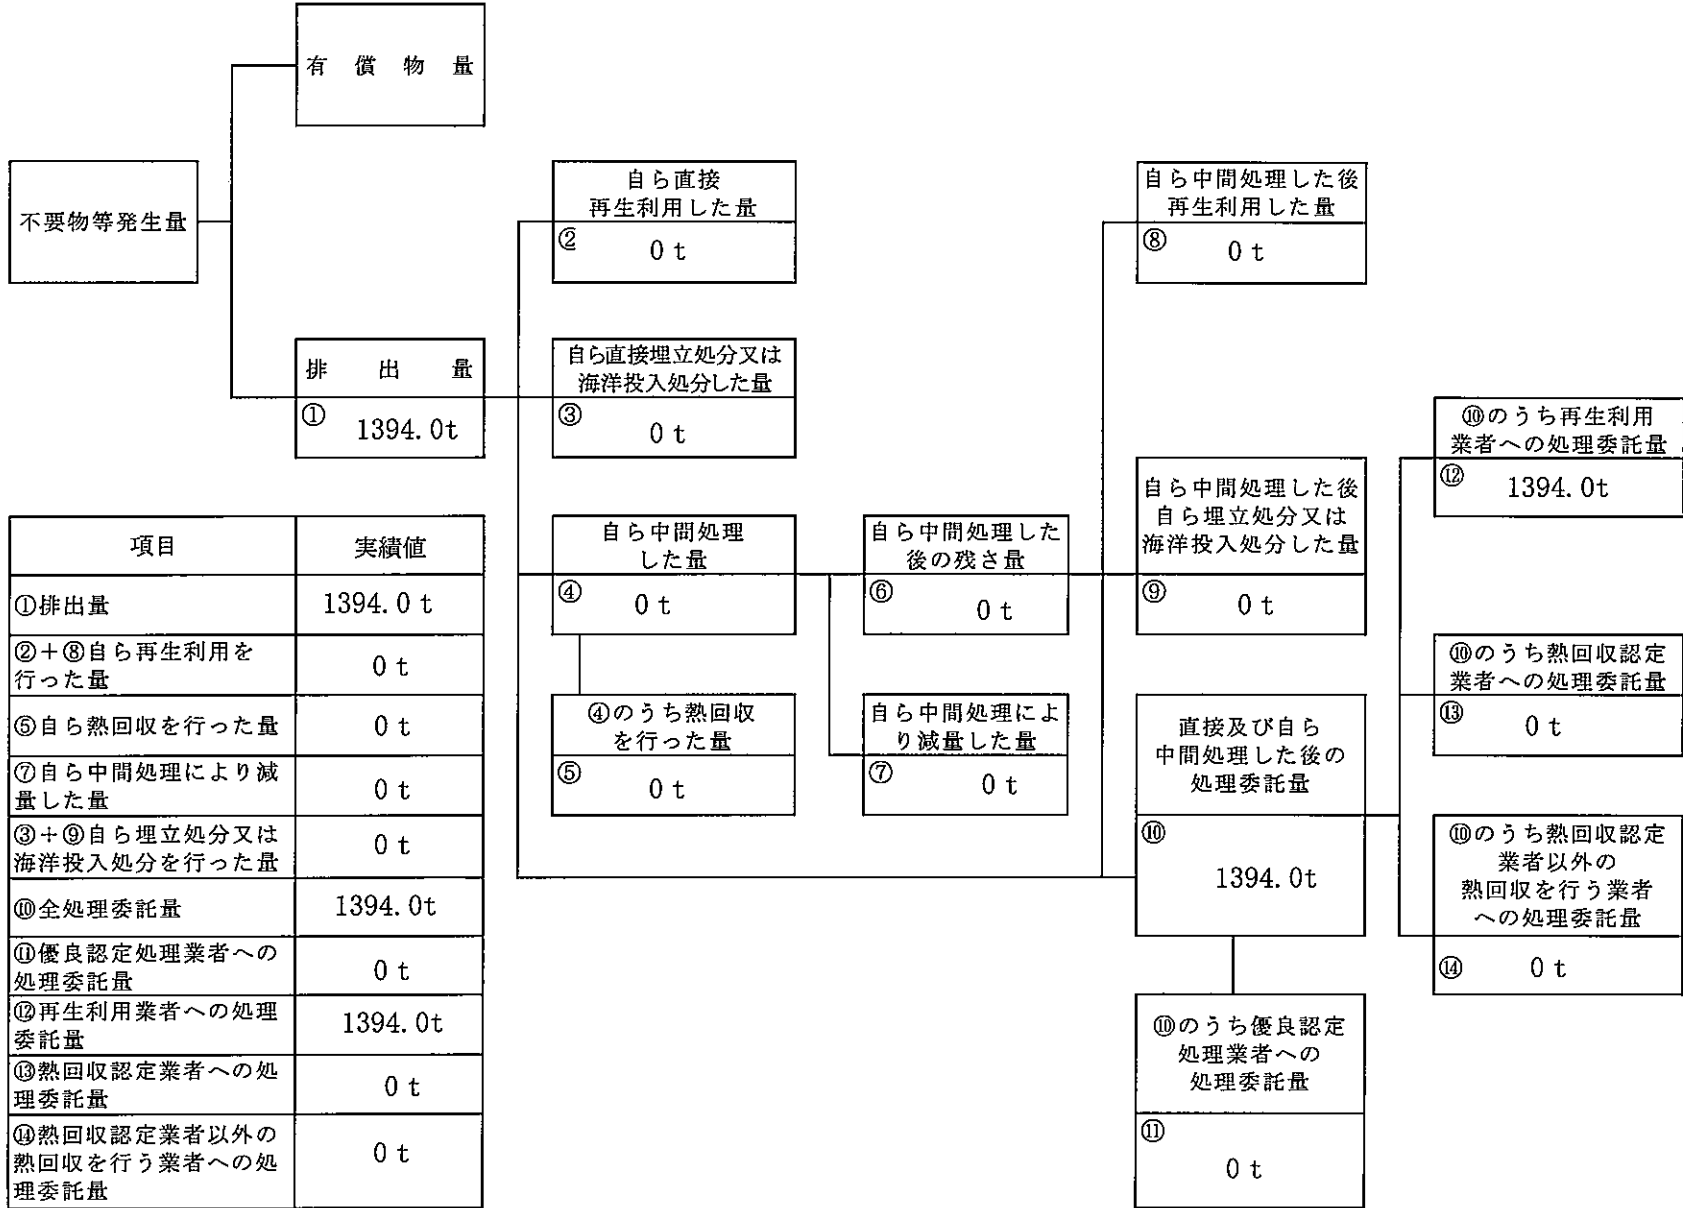 有償物量
不要物等発生量
排出量
① 1394.0t
自ら直接
再生利用した量
② 0 t
自ら直接埋立処分又は
海洋投入処分した量
③ 0 t
自ら中間処理
した量
④ 0 t
④のうち熱回収
を行った量
⑤ 0 t
自ら中間処理した
後の残さ量
⑥ 0 t
自ら中間処理によ
り減量した量
⑦ 0 t
自ら中間処理した後
再生利用した量
⑧ 0 t
自ら中間処理した後
自ら埋立処分又は
海洋投入処分した量
⑨ 0 t
直接及び自ら
中間処理した後の
処理委託量
⑩
1394.0t
⑩のうち優良認定
処理業者への
処理委託量
⑪
0 t
⑩のうち再生利用
業者への処理委託量
⑫ 1394.0t
⑩のうち熱回収認定
業者への処理委託量
⑬ 0 t
⑩のうち熱回収認定
業者以外の
熱回収を行う業者
への処理委託量
⑭ 0 t
項目 実績値
①排出量 1394.0 t
②+⑧自ら再生利用を
行った量 0 t
⑤自ら熱回収を行った量 0 t
⑦自ら中間処理により減
量した量 0 t
③+⑨自ら埋立処分又は
海洋投入処分を行った量 0 t
⑩全処理委託量 1394.0t
⑪優良認定処理業者への
処理委託量 0 t
⑫再生利用業者への処理
委託量 1394.0t
⑬熱回収認定業者への処
理委託量 0 t
⑭熱回収認定業者以外の
熱回収を行う業者への処
理委託量 0 t